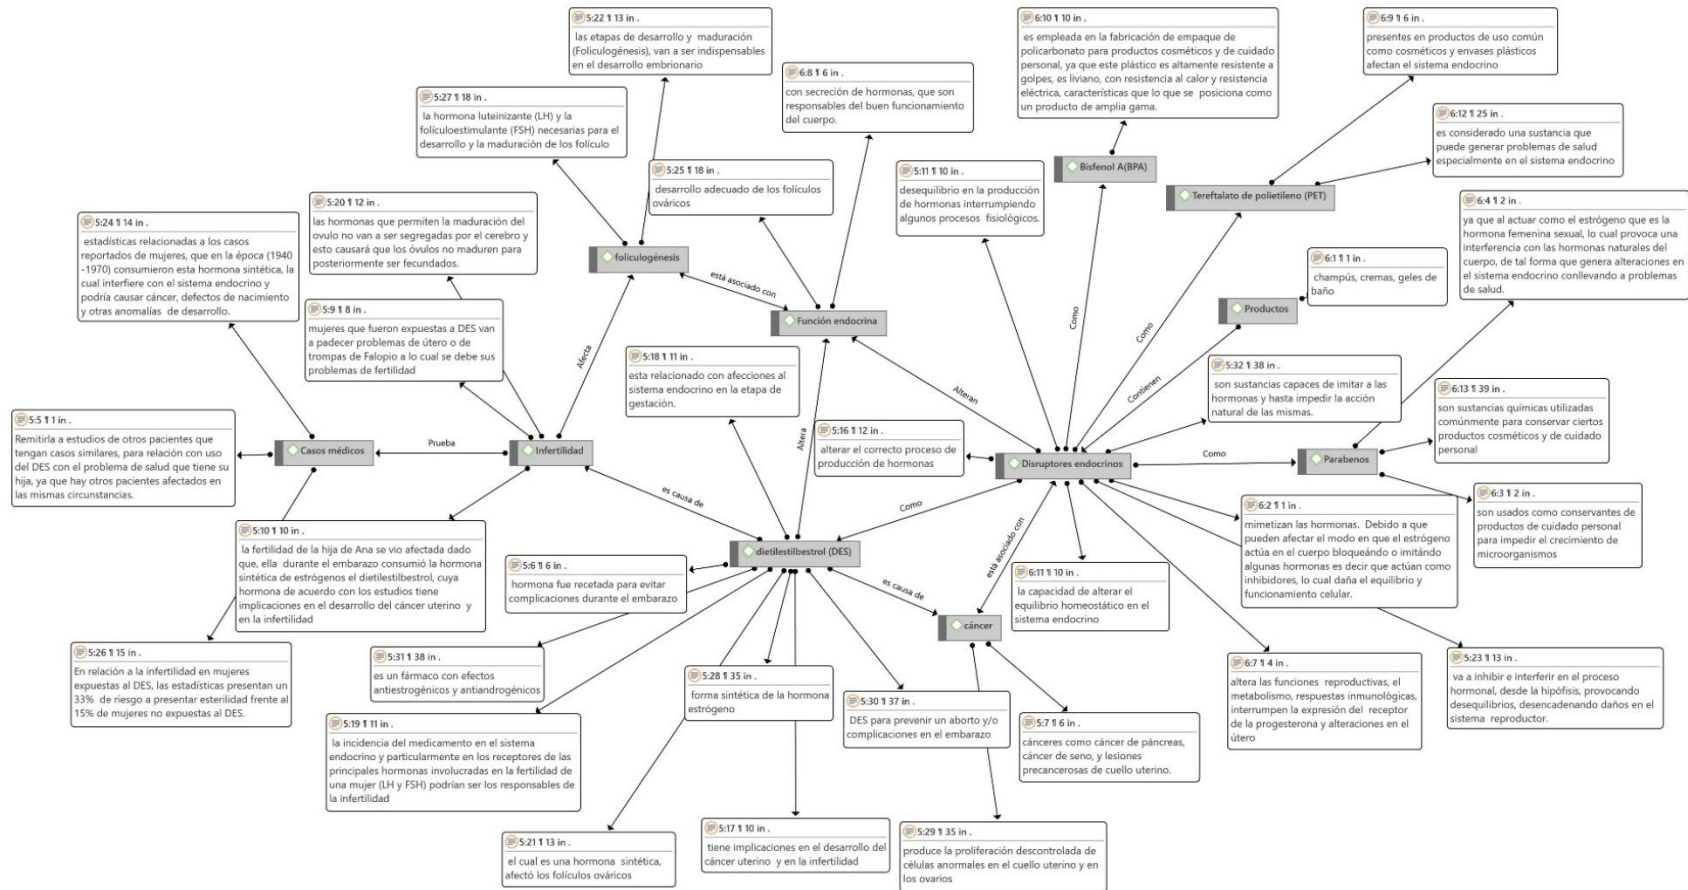 5:22 ¶ 13 in .
las etapas de desarrollo y maduración
(Foliculogénesis), van a ser indispensables
en el desarrollo embrionario
6:10 ¶ 10 in .
es empleada en la fabricación de empaque de
policarbonato para productos cosméticos y de cuidado
personal, ya que este plástico es altamente resistente a
golpes, es liviano, con resistencia al calor y resistencia
eléctrica, características que lo que se posiciona como
un producto de amplia gama.
6:9 ¶ 6 in .
presentes en productos de uso común
como cosméticos y envases plásticos
afectan el sistema endocrino
6:8 ¶ 6 in .
con secreción de hormonas, que son
responsables del buen funcionamiento
del cuerpo.
5:27 ¶ 18 in .
la hormona luteinizante (LH) y la
folículoestimulante (FSH) necesarias para el
desarrollo y la maduración de los folículo
6:12 ¶ 25 in .
es considerado una sustancia que
puede generar problemas de salud
especialmente en el sistema endocrino
5:25 ¶ 18 in .
desarrollo adecuado de los folículos
ováricos
5:11 ¶ 10 in .
desequilibrio en la producción
de hormonas interrumpiendo
algunos procesos fisiológicos.
Bisfenol A(BPA)
Tereftalato de polietileno (PET)
5:20 ¶ 12 in .
las hormonas que permiten la maduración del
ovulo no van a ser segregadas por el cerebro y
esto causará que los óvulos no maduren para
posteriormente ser fecundados.
6:4 ¶ 2 in .
ya que al actuar como el estrógeno que es la
hormona femenina sexual, lo cual provoca una
interferencia con las hormonas naturales del
cuerpo, de tal forma que genera alteraciones en
el sistema endocrino conllevando a problemas
de salud.
5:24 ¶ 14 in .
estadísticas relacionadas a los casos
reportados de mujeres, que en la época (1940
-1970) consumieron esta hormona sintética, la
cual interfiere con el sistema endocrino y
podría causar cáncer, defectos de nacimiento
y otras anomalías de desarrollo.
foliculogénesis
está asociado con
6:1 ¶ 1 in .
champús, cremas, geles de
baño
5:9 ¶ 8 in .
mujeres que fueron expuestas a DES van
a padecer problemas de útero o de
trompas de Falopio a lo cual se debe sus
problemas de fertilidad
Función endocrina
Productos
Como
Como
Afecta
5:18 ¶ 11 in .
esta relacionado con afecciones al
sistema endocrino en la etapa de
gestación.
5:32 ¶ 38 in .
son sustancias capaces de imitar a las
hormonas y hasta impedir la acción
natural de las mismas.
Alteran
Contienen
6:13 ¶ 39 in .
son sustancias químicas utilizadas
comúnmente para conservar ciertos
productos cosméticos y de cuidado
personal
5:5 ¶ 1 in .
Remitirla a estudios de otros pacientes que
tengan casos similares, para relación con uso
del DES con el problema de salud que tiene su
hija, ya que hay otros pacientes afectados en
las mismas circunstancias.
Casos médicos
Prueba
Infertilidad
Altera
5:16 ¶ 12 in .
alterar el correcto proceso de
producción de hormonas
Disruptores endocrinos
Como
Parabenos
6:3 ¶ 2 in .
son usados como conservantes de
productos de cuidado personal
para impedir el crecimiento de
microorganismos
es causa de
Como
6:2 ¶ 1 in .
mimetizan las hormonas. Debido a que
pueden afectar el modo en que el estrógeno
actúa en el cuerpo bloqueándo o imitándo
algunas hormonas es decir que actúan como
inhibidores, lo cual daña el equilibrio y
funcionamiento celular.
5:10 ¶ 10 in .
la fertilidad de la hija de Ana se vio afectada dado
que, ella durante el embarazo consumió la hormona
sintética de estrógenos el dietilestilbestrol, cuya
hormona de acuerdo con los estudios tiene
implicaciones en el desarrollo del cáncer uterino y
en la infertilidad
dietilestilbestrol (DES)
está asociado con
5:6 ¶ 6 in .
hormona fue recetada para evitar
complicaciones durante el embarazo
es causa de
6:11 ¶ 10 in .
la capacidad de alterar el
equilibrio homeostático en el
sistema endocrino
cáncer
5:26 ¶ 15 in .
En relación a la infertilidad en mujeres
expuestas al DES, las estadísticas presentan un
33% de riesgo a presentar esterilidad frente al
15% de mujeres no expuestas al DES.
5:31 ¶ 38 in .
es un fármaco con efectos
antiestrogénicos y antiandrogénicos
5:28 ¶ 35 in .
forma sintética de la hormona
estrógeno
5:30 ¶ 37 in .
DES para prevenir un aborto y/o
complicaciones en el embarazo
6:7 ¶ 4 in .
altera las funciones reproductivas, el
metabolismo, respuestas inmunológicas,
interrumpen la expresión del receptor
de la progesterona y alteraciones en el
útero
5:23 ¶ 13 in .
va a inhibir e interferir en el proceso
hormonal, desde la hipófisis, provocando
desequilibrios, desencadenando daños en el
sistema reproductor.
5:19 ¶ 11 in .
la incidencia del medicamento en el sistema
endocrino y particularmente en los receptores de las
principales hormonas involucradas en la fertilidad de
una mujer (LH y FSH) podrían ser los responsables de
la infertilidad
5:7 ¶ 6 in .
cánceres como cáncer de páncreas,
cáncer de seno, y lesiones
precancerosas de cuello uterino.
5:21 ¶ 13 in .
el cual es una hormona sintética,
afectó los folículos ováricos
5:17 ¶ 10 in .
tiene implicaciones en el desarrollo del
cáncer uterino y en la infertilidad
5:29 ¶ 35 in .
produce la proliferación descontrolada de
células anormales en el cuello uterino y en
los ovarios